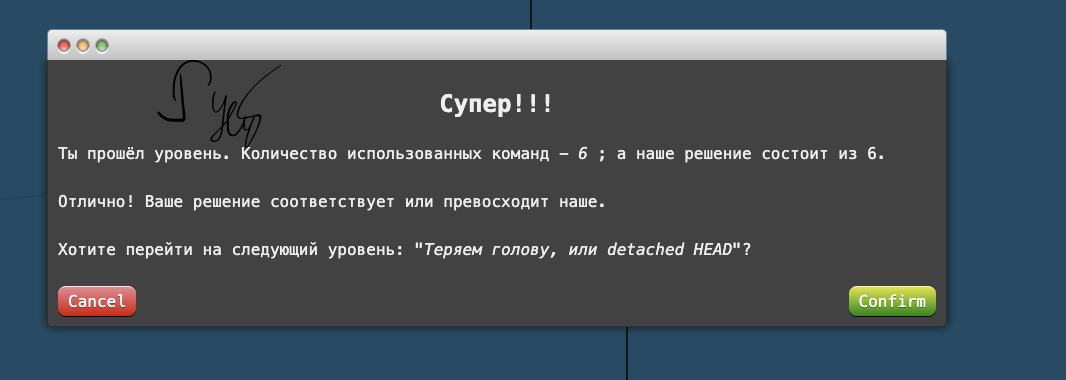 Супер!!!
Ты прошёл уровень. Количество использованных команд – 6 ; а наше решение состоит из 6.
Отлично! Ваше решение соответствует или превосходит наше.
Хотите перейти на следующий уровень: "Теряем голову, или detached HEAD"?
Cancel
Confirm